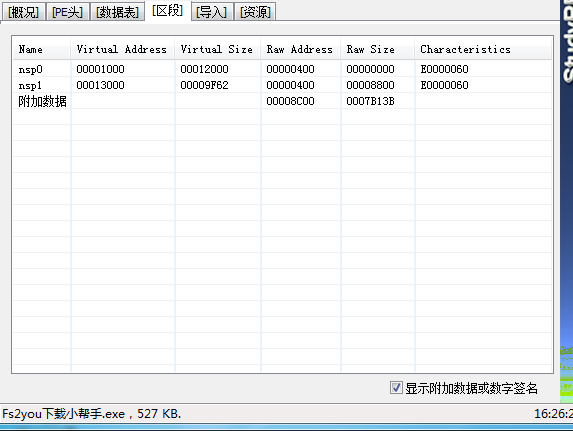 [概况] [PE头] [数据表] [区段] [导入] [资源]
Name Virtual Address Virtual Size Raw Address Raw Size Characteristics
nsp0 00001000 00012000 00000400 00000000 E0000060
nsp1 00013000 00009F62 00000400 00008800 E0000060
附加数据 00008C00 0007B13B
显示附加数据或数字签名
Fs2you下载小帮手.exe，527 KB. 16:26:2